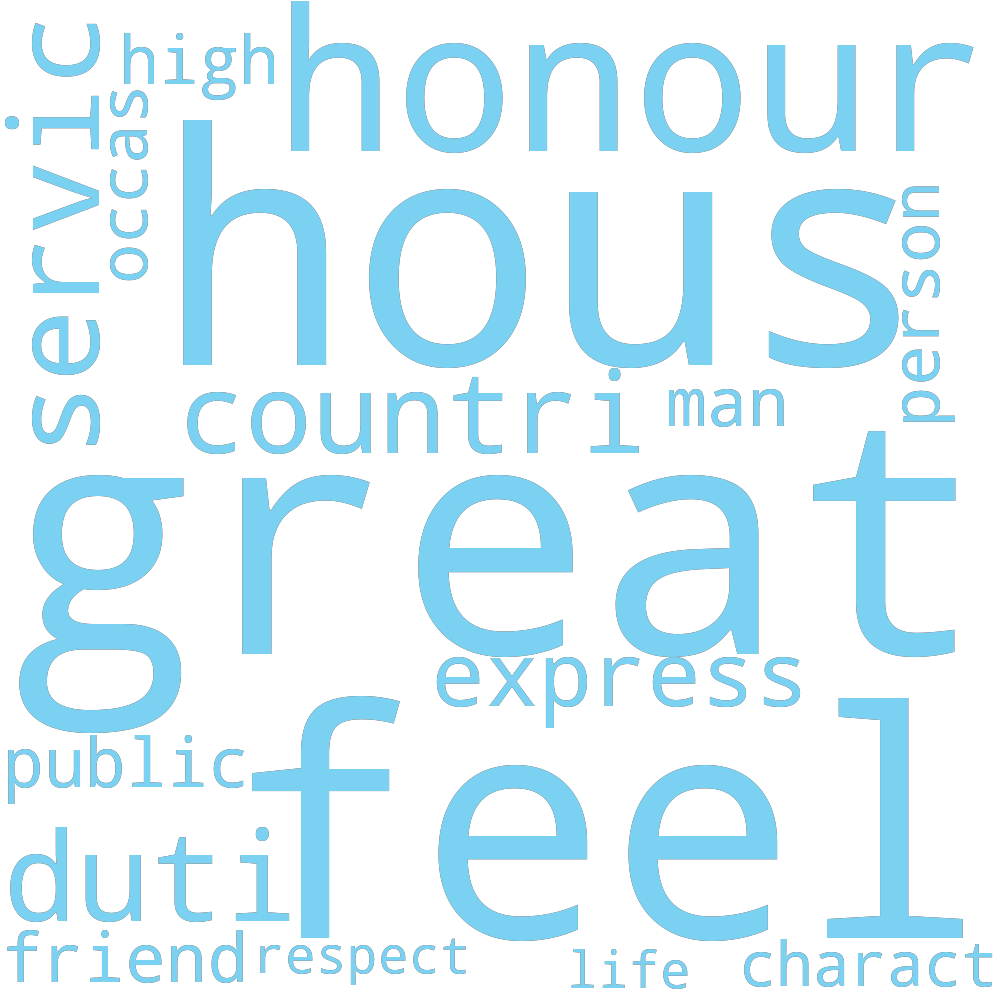 high
honour
servic
occas
hous
person
countri
man
great
express
public
feel
duti
friend
respect
life
charact